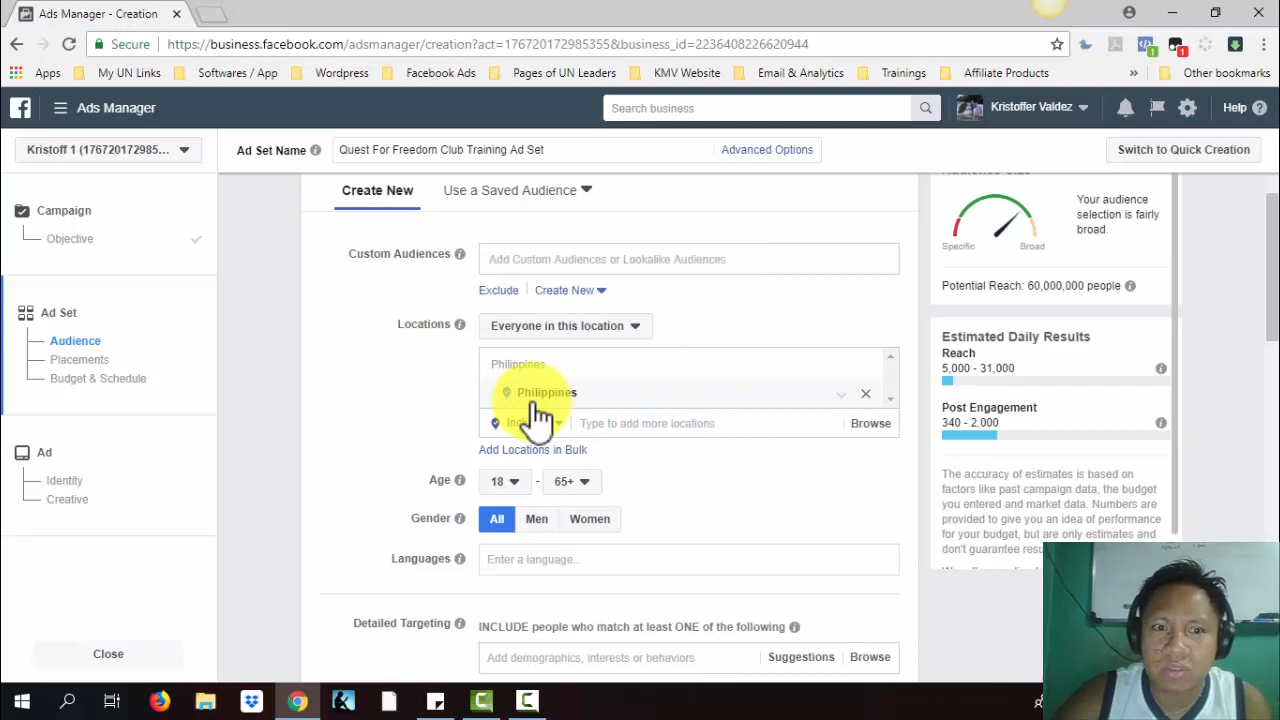 Ads Manager - Creation
Secure https://business.facebook.com/adsmanager/creation?act=176720172985355&business_id=2236408226620944
1
1
Apps My UN Links Softwares / App Wordpress Facebook Ads Pages of UN Leaders KMV Website Email & Analytics Trainings Affiliate Products » Other bookmarks
Ads Manager Search business Kristoffer Valdez Help
Kristoff 1 (176720172985... Ad Set Name Quest For Freedom Club Training Ad Set Advanced Options Switch to Quick Creation
Campaign
Objective
Ad Set
Audience
Placements
Budget & Schedule
Ad
Identity
Creative
Close
Create New Use a Saved Audience
Custom Audiences Add Custom Audiences or Lookalike Audiences
Exclude Create New
Locations Everyone in this location
Philippines
Philippines
Type to add more locations Browse
Add Locations in Bulk
Age 18 - 65+
Gender All Men Women
Languages Enter a language...
Detailed Targeting INCLUDE people who match at least ONE of the following
Add demographics, interests or behaviors Suggestions Browse
Your audience
selection is fairly
broad.
Specific Broad
Potential Reach: 60,000,000 people
Estimated Daily Results
Reach
5,000 - 31,000
Post Engagement
340 - 2,000
The accuracy of estimates is based on
factors like past campaign data, the budget
you entered and market data. Numbers are
provided to give you an idea of performance
for your budget, but are only estimates and
don't guarantee